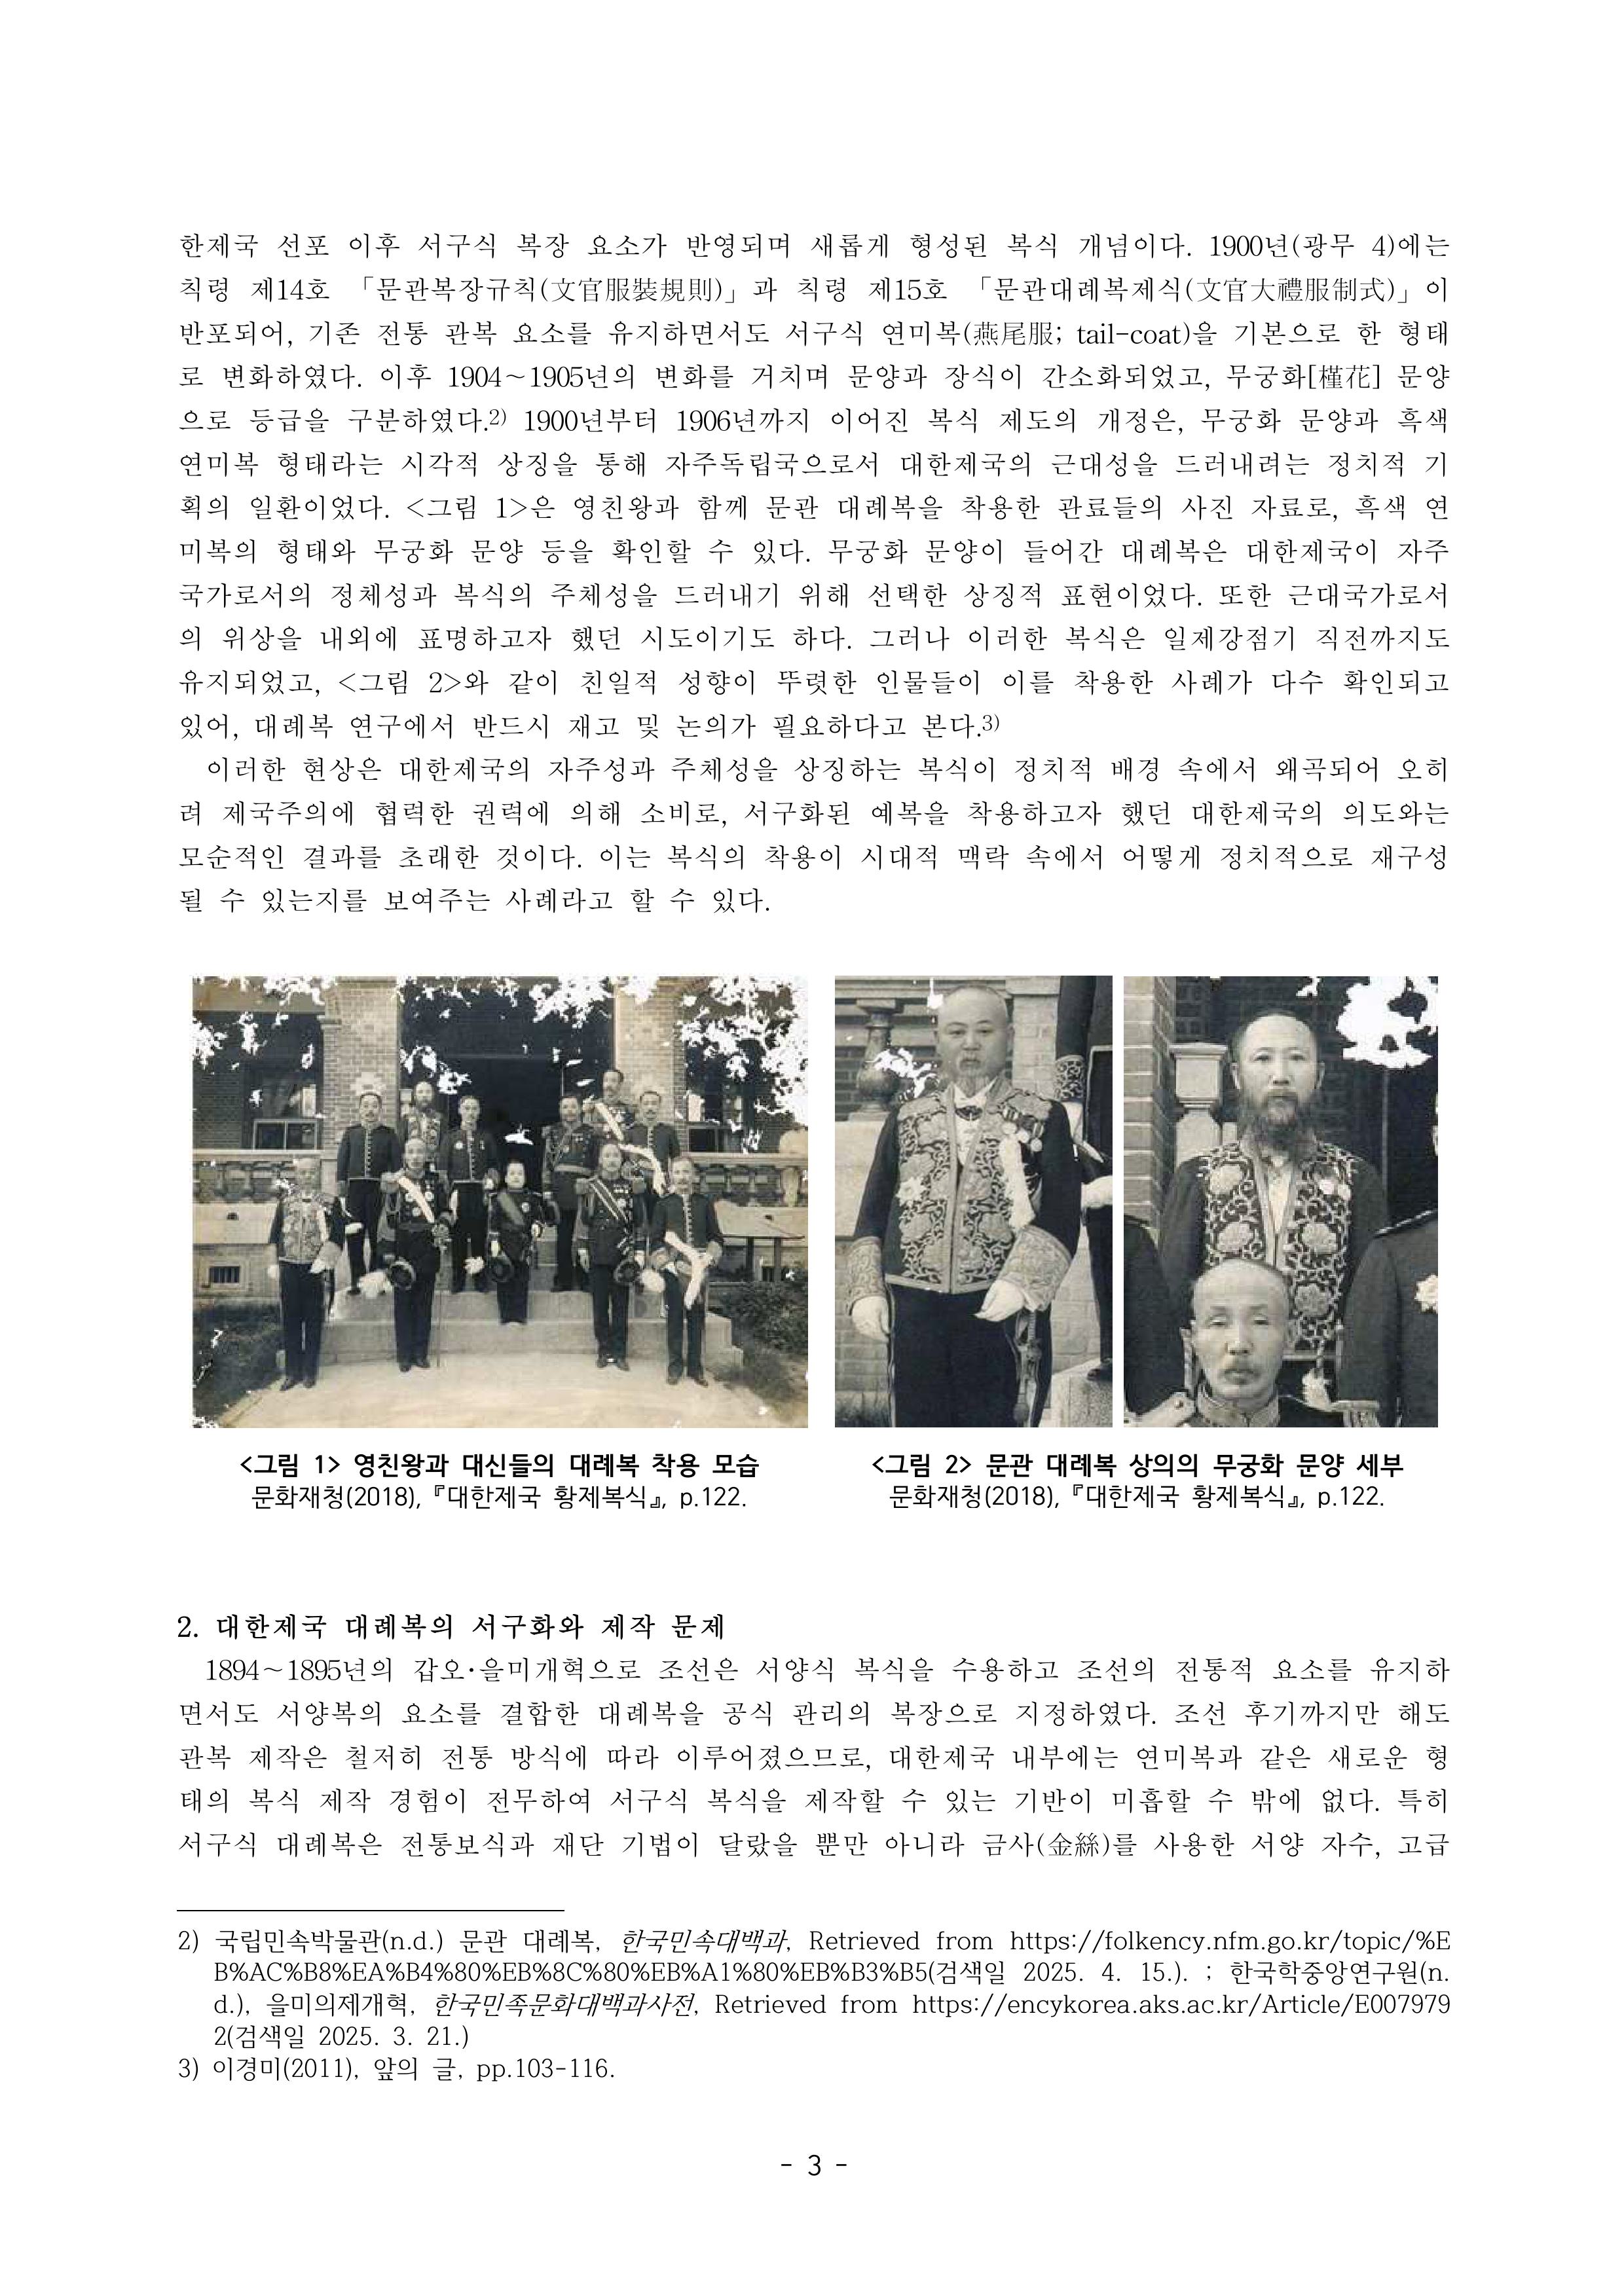 한제국 선포 이후 서구식 복장 요소가 반영되며 새롭게 형성된 복식 개념이다. 1900년(광무 4)에는
칙령 제14호 「문관복장규칙(文官服裝規則)」과 칙령 제15호 「문관대례복제식(文官大禮服制式)」이
반포되어, 기존 전통 관복 요소를 유지하면서도 서구식 연미복(燕尾服; tail-coat)을 기본으로 한 형태
로 변화하였다. 이후 1904~1905년의 변화를 거치며 문양과 장식이 간소화되었고, 무궁화[槿花] 문양
으로 등급을 구분하였다.2) 1900년부터 1906년까지 이어진 복식 제도의 개정은, 무궁화 문양과 흑색
연미복 형태라는 시각적 상징을 통해 자주독립국으로서 대한제국의 근대성을 드러내려는 정치적 기
획의 일환이었다. <그림 1>은 영친왕과 함께 문관 대례복을 착용한 관료들의 사진 자료로, 흑색 연
미복의 형태와 무궁화 문양 등을 확인할 수 있다. 무궁화 문양이 들어간 대례복은 대한제국이 자주
국가로서의 정체성과 복식의 주체성을 드러내기 위해 선택한 상징적 표현이었다. 또한 근대국가로서
의 위상을 내외에 표명하고자 했던 시도이기도 하다. 그러나 이러한 복식은 일제강점기 직전까지도
유지되었고, <그림 2>와 같이 친일적 성향이 뚜렷한 인물들이 이를 착용한 사례가 다수 확인되고
있어, 대례복 연구에서 반드시 재고 및 논의가 필요하다고 본다.3)
이러한 현상은 대한제국의 자주성과 주체성을 상징하는 복식이 정치적 배경 속에서 왜곡되어 오히
려 제국주의에 협력한 권력에 의해 소비로, 서구화된 예복을 착용하고자 했던 대한제국의 의도와는
모순적인 결과를 초래한 것이다. 이는 복식의 착용이 시대적 맥락 속에서 어떻게 정치적으로 재구성
될 수 있는지를 보여주는 사례라고 할 수 있다.
<그림 1> 영친왕과 대신들의 대례복 착용 모습
문화재청(2018), 『대한제국 황제복식』, p.122.
<그림 2> 문관 대례복 상의의 무궁화 문양 세부
문화재청(2018), 『대한제국 황제복식』, p.122.
2. 대한제국 대례복의 서구화와 제작 문제
1894~1895년의 갑오·을미개혁으로 조선은 서양식 복식을 수용하고 조선의 전통적 요소를 유지하
면서도 서양복의 요소를 결합한 대례복을 공식 관리의 복장으로 지정하였다. 조선 후기까지만 해도
관복 제작은 철저히 전통 방식에 따라 이루어졌으므로, 대한제국 내부에는 연미복과 같은 새로운 형
태의 복식 제작 경험이 전무하여 서구식 복식을 제작할 수 있는 기반이 미흡할 수 밖에 없다. 특히
서구식 대례복은 전통보식과 재단 기법이 달랐을 뿐만 아니라 금사(金絲)를 사용한 서양 자수, 고급
2) 국립민속박물관(n.d.) 문관 대례복, 한국민속대백과, Retrieved from https://folkency.nfm.go.kr/topic/%E
B%AC%B8%EA%B4%80%EB%8C%80%EB%A1%80%EB%B3%B5(검색일 2025. 4. 15.). ; 한국학중앙연구원(n.
d.), 을미의제개혁, 한국민족문화대백과사전, Retrieved from https://encykorea.aks.ac.kr/Article/E007979
2(검색일 2025. 3. 21.)
3) 이경미(2011), 앞의 글, pp.103-116.
- 3 -